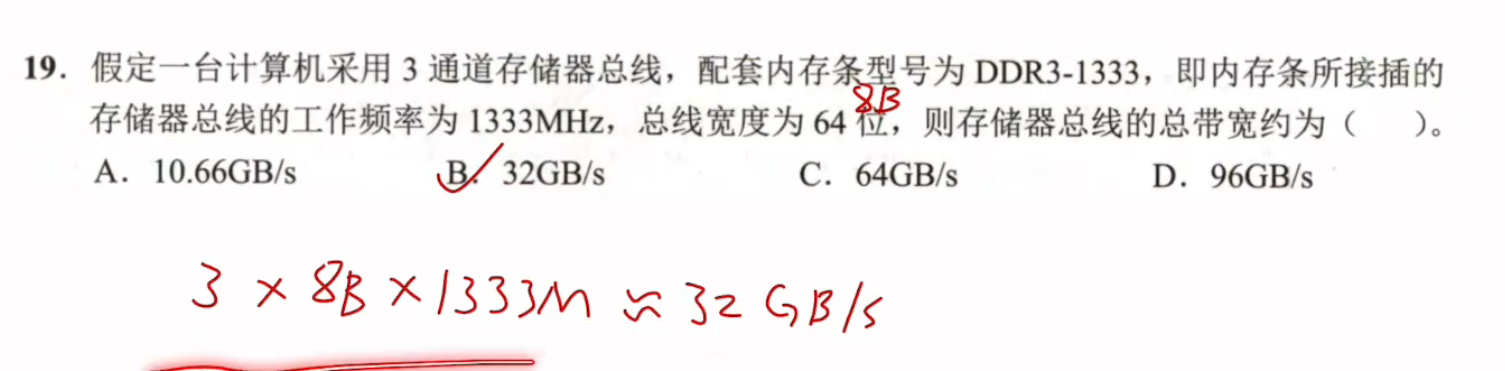 19. 假定一台计算机采用 3 通道存储器总线，配套内存条型号为 DDR3-1333，即内存条所接插的
8B
存储器总线的工作频率为 1333MHz，总线宽度为 64 位，则存储器总线的总带宽约为（ ）。
A. 10.66GB/s B. 32GB/s C. 64GB/s D. 96GB/s
3 × 8B × 1333M ≈ 32 GB/s